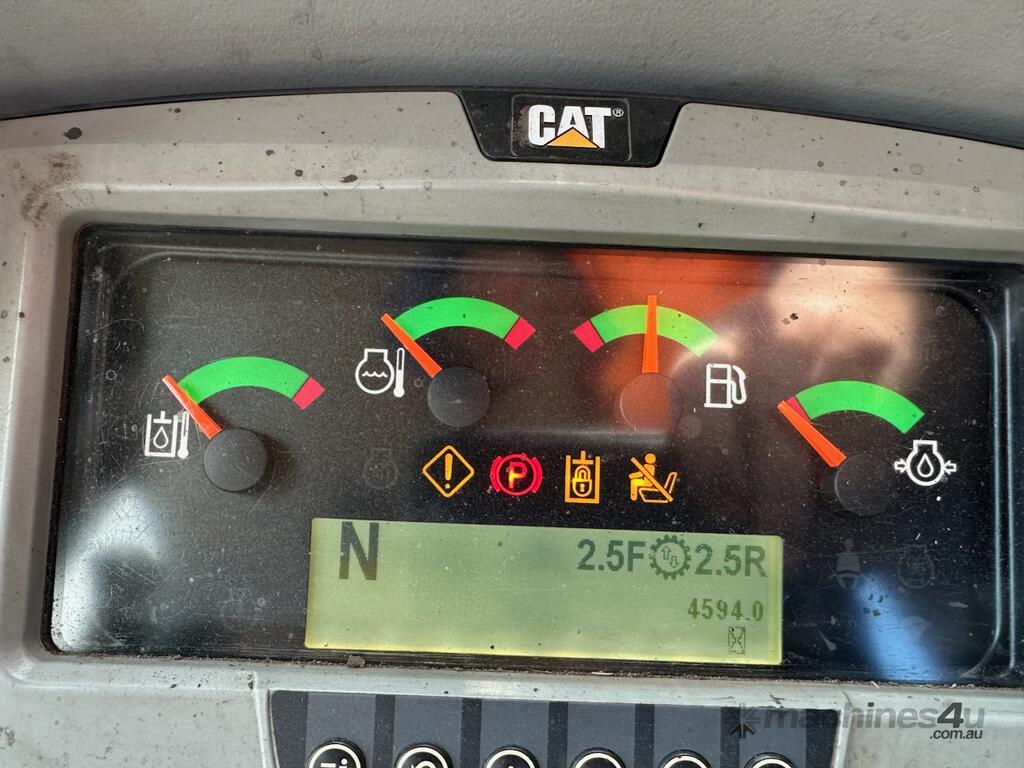 CAT®
P
N 2.5F 2.5R
4594.0
machines4u
.com.au